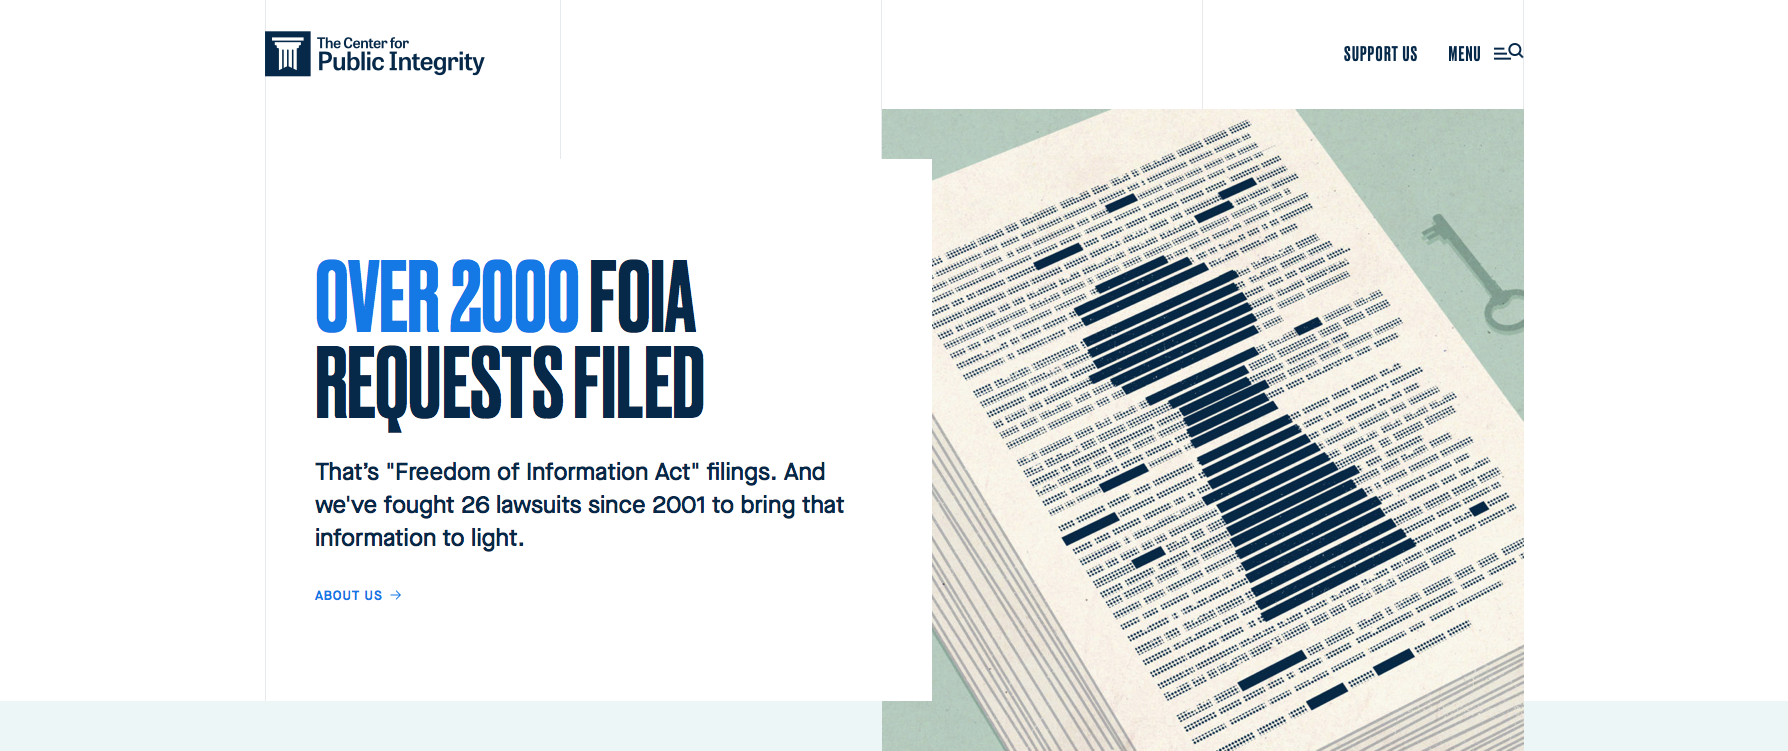 The Center for
Public Integrity
SUPPORT US
MENU
OVER 2000 FOIA
REQUESTS FILED
That’s "Freedom of Information Act" filings. And
we've fought 26 lawsuits since 2001 to bring that
information to light.
ABOUT US →